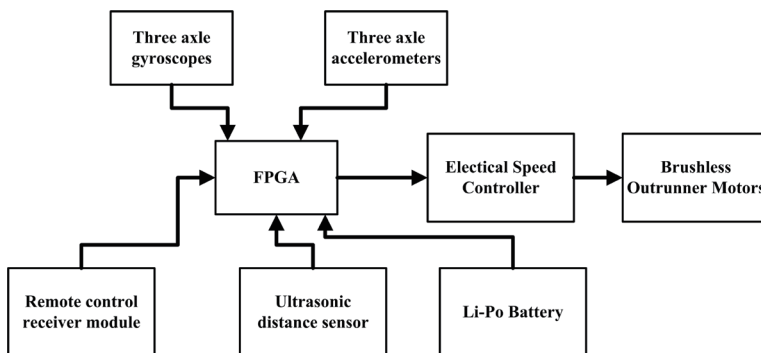 Three axle
gyroscopes
Three axle
accelerometers
FPGA
Electical Speed
Controller
Brushless
Outrunner Motors
Remote control
receiver module
Ultrasonic
distance sensor
Li-Po Battery